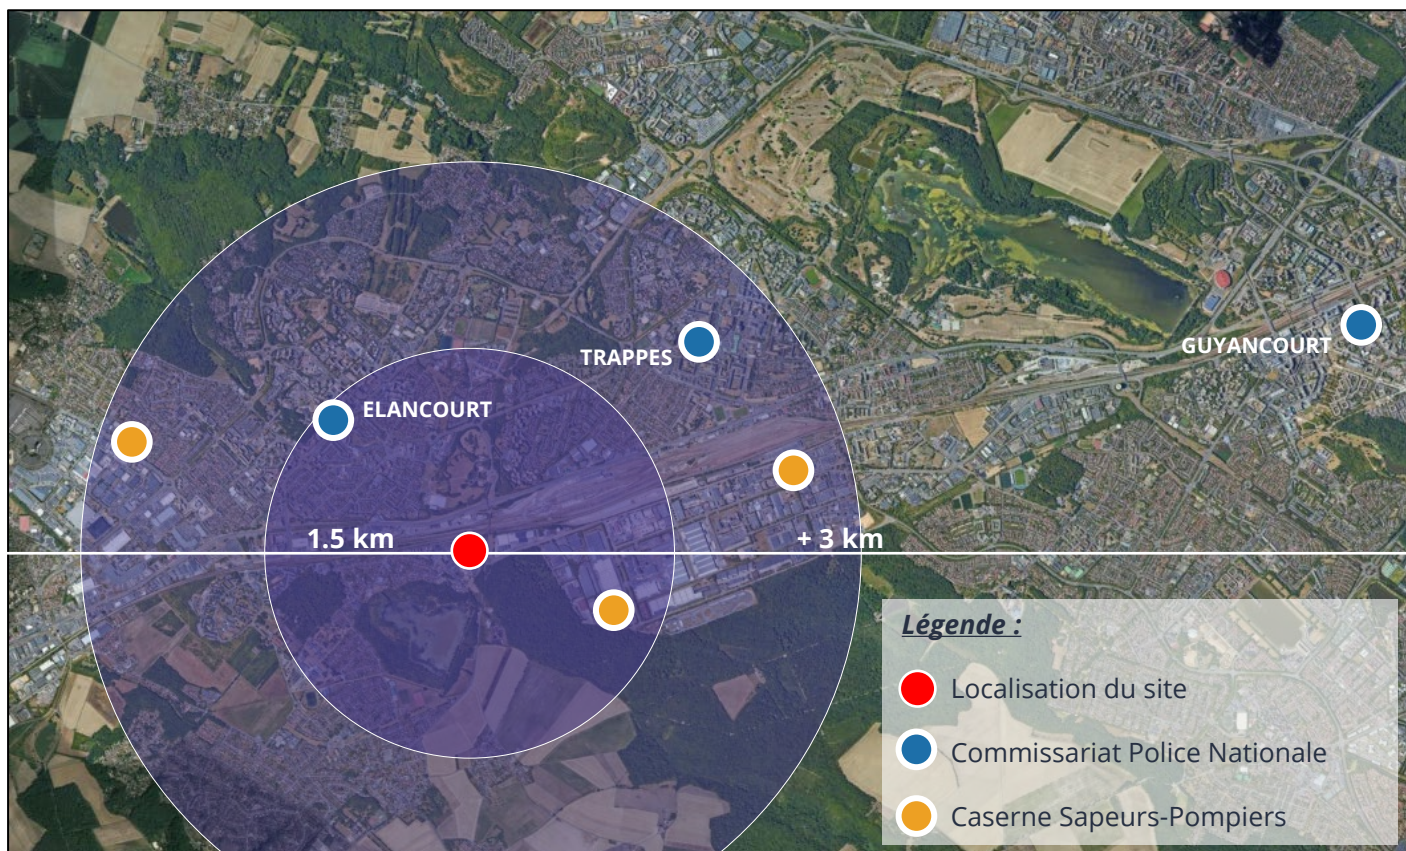 TRAPPES
GUYANCOURT
ELANCOURT
1.5 km
+ 3 km
Légende :
Localisation du site
Commissariat Police Nationale
Caserne Sapeurs-Pompiers